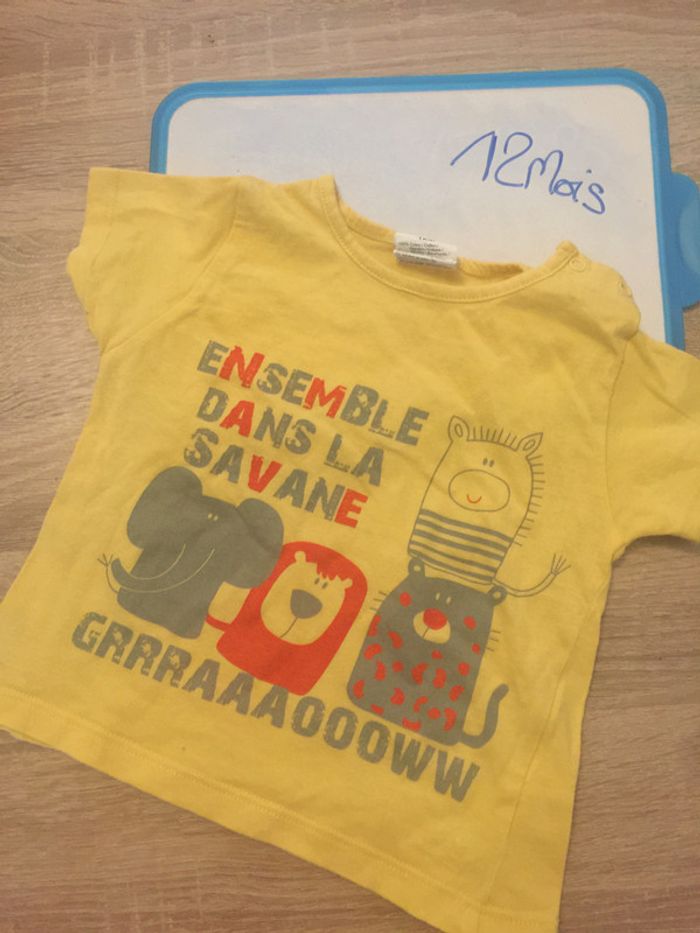 12 Mois
ENSEMBLE
DANS LA
SAVANE
GRRRAAAOOOWW